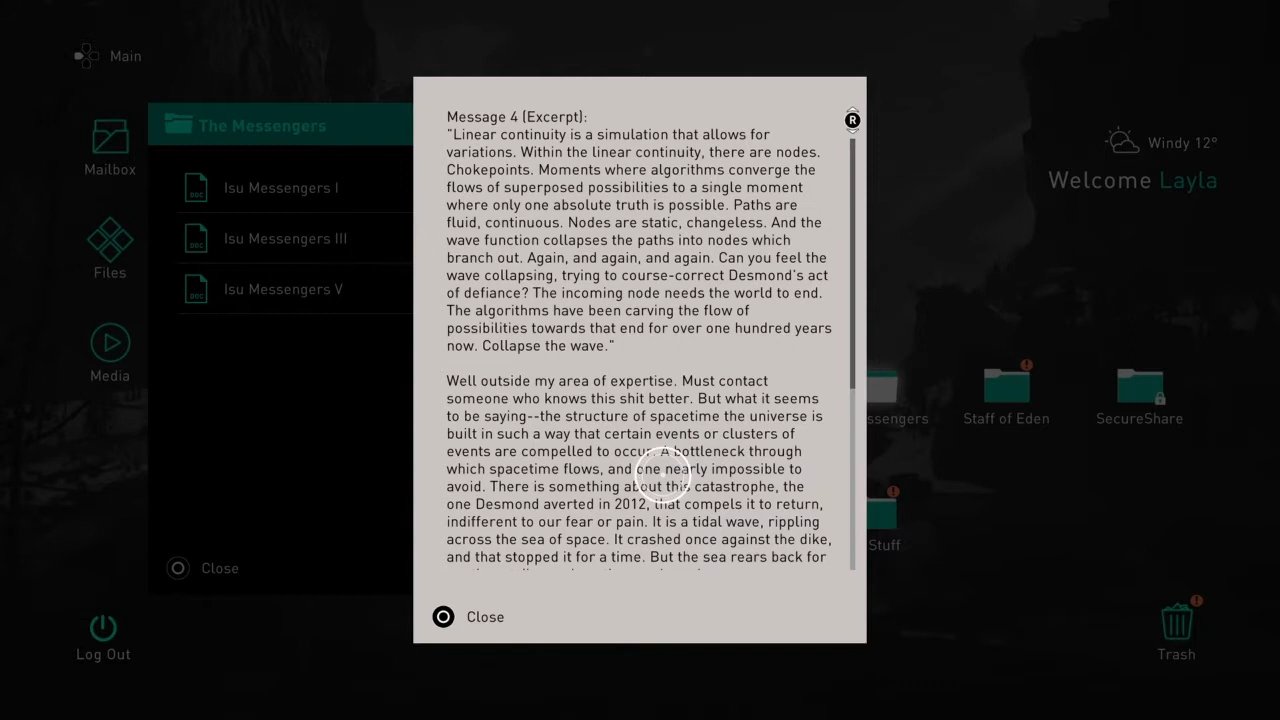 Main
The Messengers
Mailbox
Isu Messengers I
Isu Messengers III
Files
Isu Messengers V
Media
Close
Log Out
Message 4 (Excerpt):
"Linear continuity is a simulation that allows for
variations. Within the linear continuity, there are nodes.
Chokepoints. Moments where algorithms converge the
flows of superposed possibilities to a single moment
where only one absolute truth is possible. Paths are
fluid, continuous. Nodes are static, changeless. And the
wave function collapses the paths into nodes which
branch out. Again, and again, and again. Can you feel the
wave collapsing, trying to course-correct Desmond's act
of defiance? The incoming node needs the world to end.
The algorithms have been carving the flow of
possibilities towards that end for over one hundred years
now. Collapse the wave."
Well outside my area of expertise. Must contact
someone who knows this shit better. But what it seems
to be saying--the structure of spacetime the universe is
built in such a way that certain events or clusters of
events are compelled to occur. A bottleneck through
which spacetime flows, and one nearly impossible to
avoid. There is something about this catastrophe, the
one Desmond averted in 2012, that compels it to return,
indifferent to our fear or pain. It is a tidal wave, rippling
across the sea of space. It crashed once against the dike,
and that stopped it for a time. But the sea rears back for
R
Close
Windy 12°
Welcome Layla
ssengers
Staff of Eden
SecureShare
Stuff
Trash